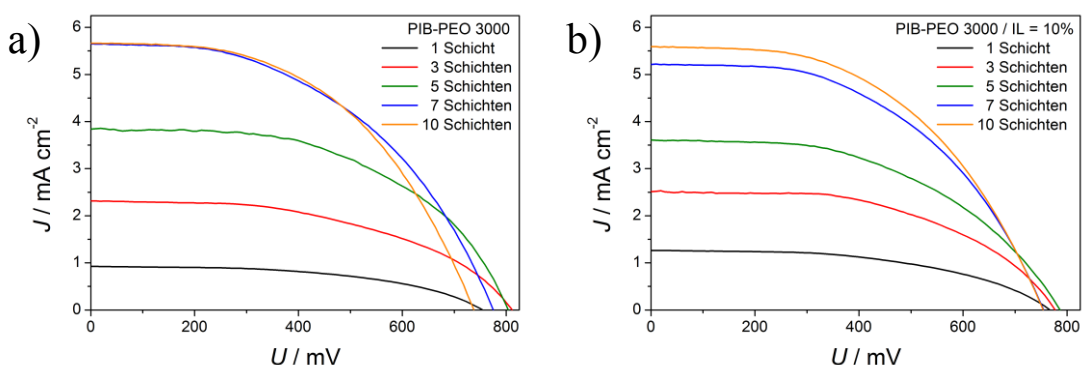 a)
PIB-PEO 3000
1 Schicht
3 Schichten
5 Schichten
7 Schichten
10 Schichten
6
5
4
3
2
1
0
J / mA cm⁻²
0 200 400 600 800
U / mV
b)
PIB-PEO 3000 / IL = 10%
1 Schicht
3 Schichten
5 Schichten
7 Schichten
10 Schichten
6
5
4
3
2
1
0
J / mA cm⁻²
0 200 400 600 800
U / mV